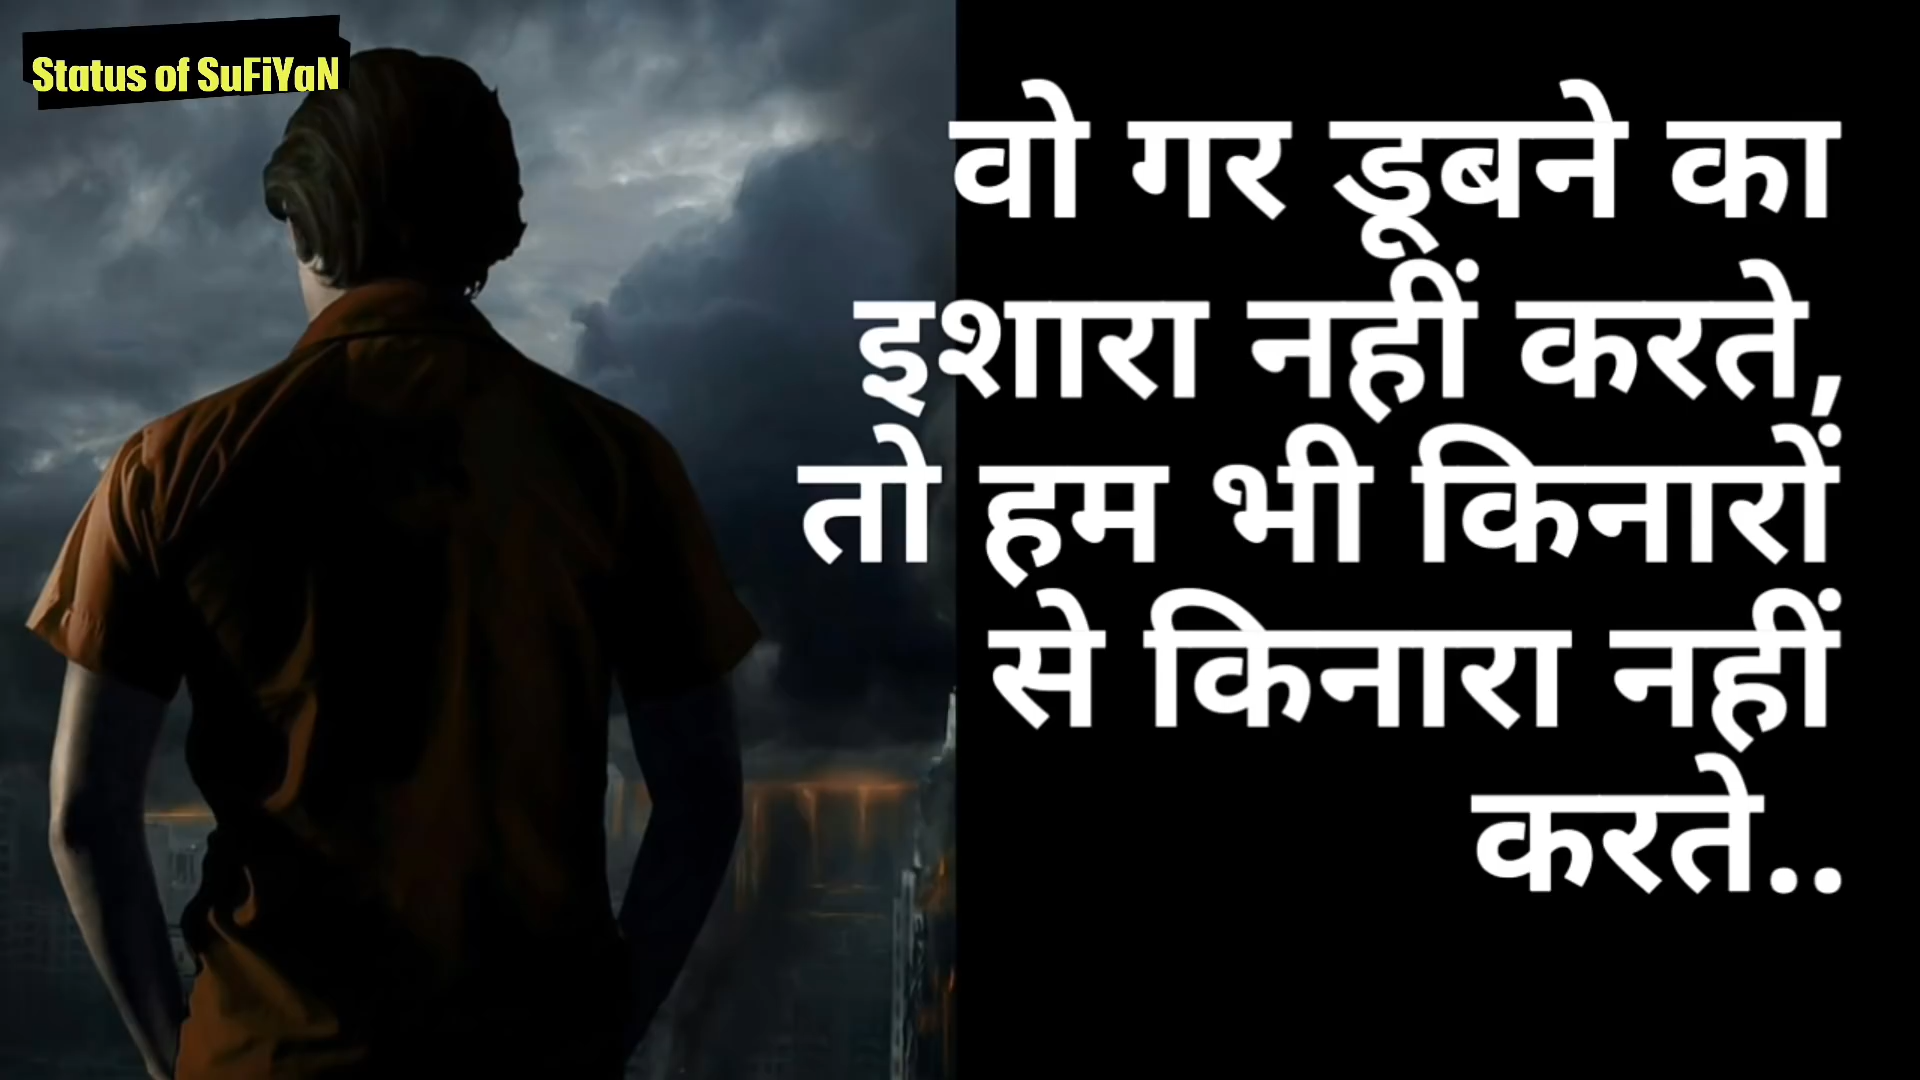 Status of SuFiYaN
वो गर डूबने का
इशारा नहीं करते,
तो हम भी किनारों
से किनारा नहीं
करते..